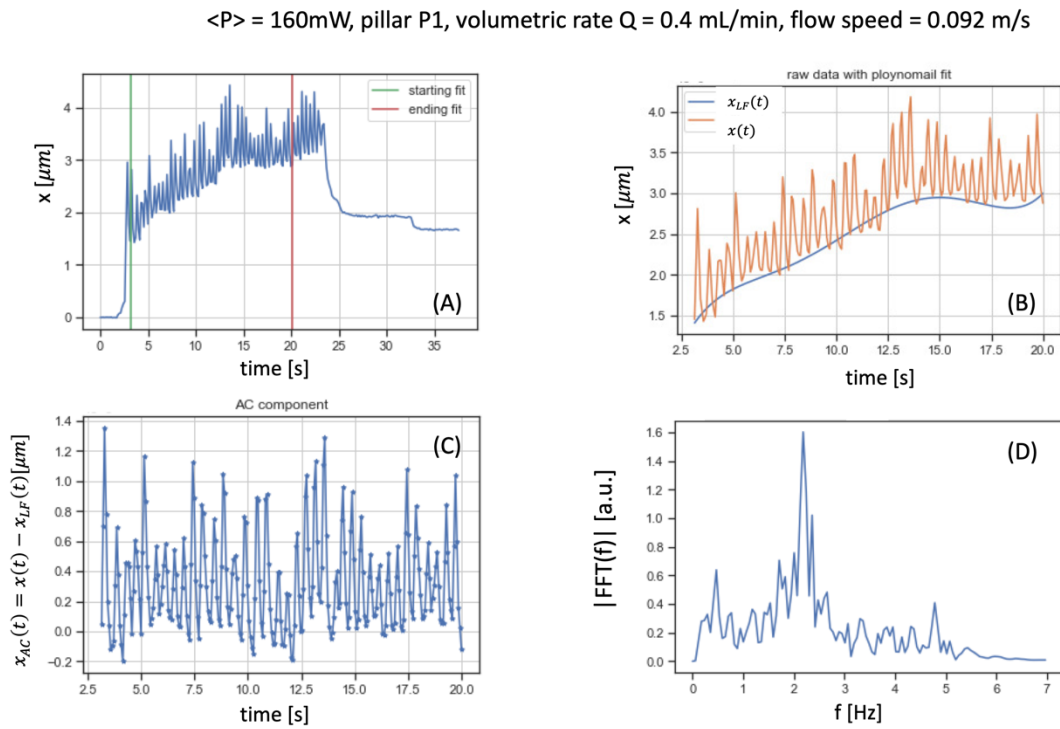 <P> = 160mW, pillar P1, volumetric rate Q = 0.4 mL/min, flow speed = 0.092 m/s
starting fit
ending fit
x [μm]
4
3
2
1
0
0 5 10 15 20 25 30 35
time [s]
(A)
raw data with ploynomail fit
x_LF(t)
x(t)
x [μm]
4.0
3.5
3.0
2.5
2.0
1.5
2.5 5.0 7.5 10.0 12.5 15.0 17.5 20.0
time [s]
(B)
AC component
x_AC(t) = x(t) − x_LF(t)[μm]
1.4
1.2
1.0
0.8
0.6
0.4
0.2
0.0
−0.2
2.5 5.0 7.5 10.0 12.5 15.0 17.5 20.0
time [s]
(C)
|FFT(f)| [a.u.]
1.6
1.4
1.2
1.0
0.8
0.6
0.4
0.2
0.0
0 1 2 3 4 5 6 7
f [Hz]
(D)